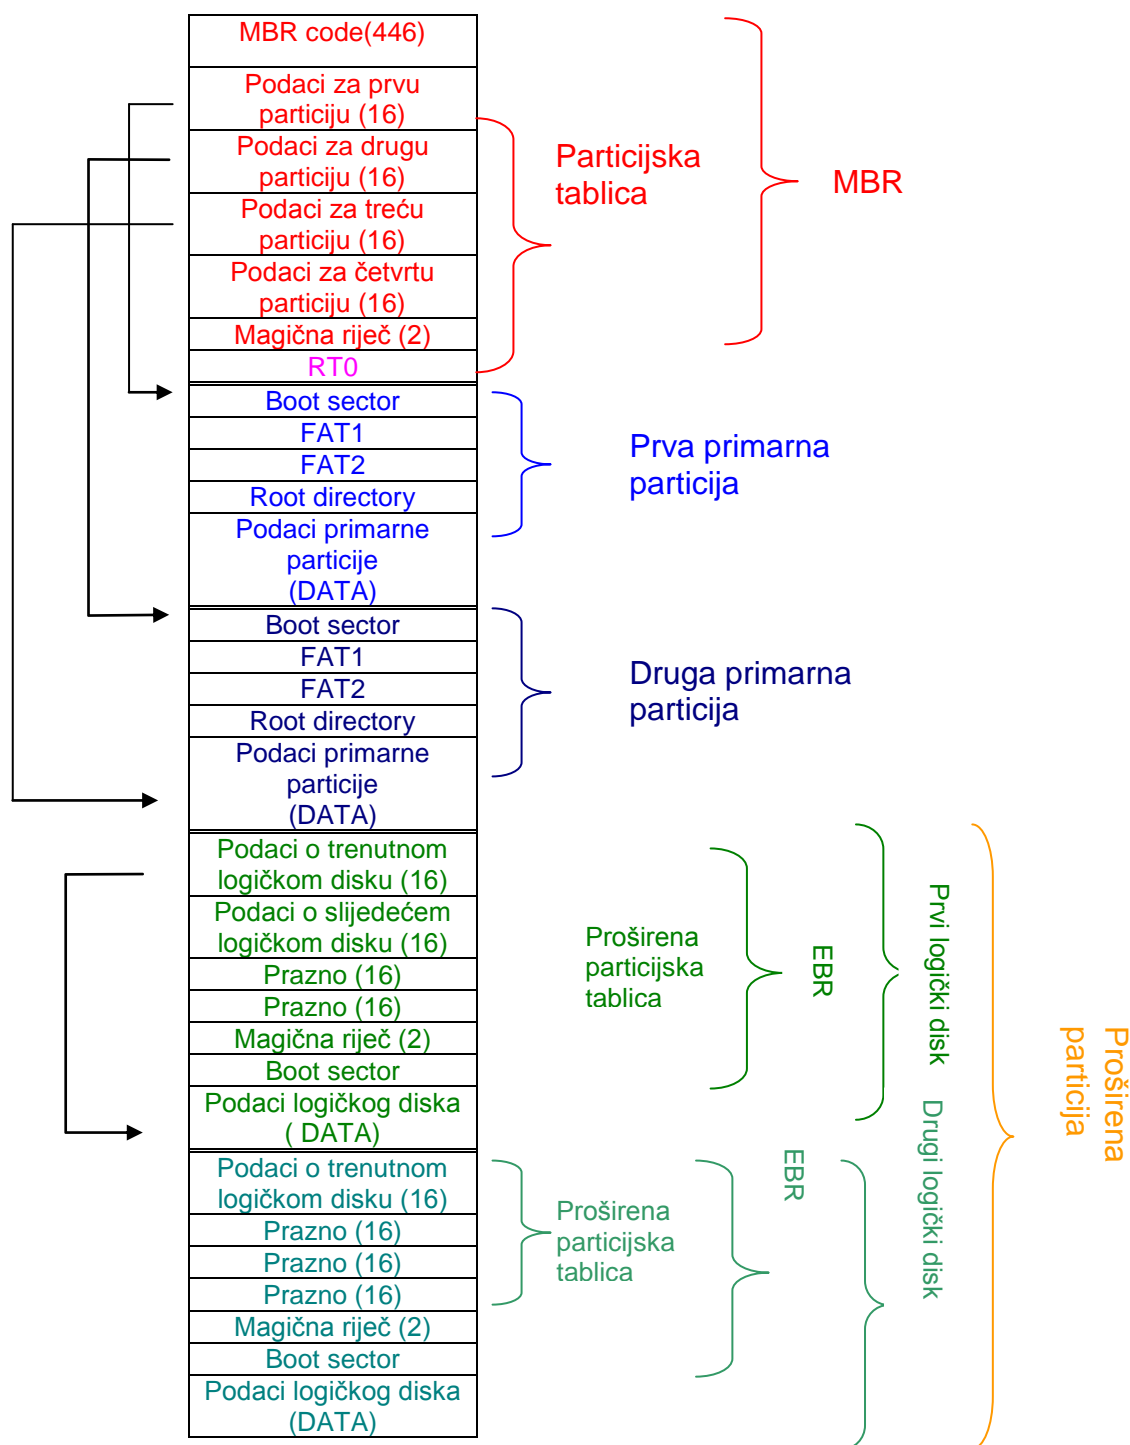 MBR code(446)
Podaci za prvu
particiju (16)
Podaci za drugu
particiju (16)
Podaci za treću
particiju (16)
Podaci za četvrtu
particiju (16)
Magična riječ (2)
RT0
Particijska
tablica
MBR
Boot sector
FAT1
FAT2
Root directory
Podaci primarne
particije
(DATA)
Prva primarna
particija
Boot sector
FAT1
FAT2
Root directory
Podaci primarne
particije
(DATA)
Druga primarna
particija
Podaci o trenutnom
logičkom disku (16)
Podaci o slijedećem
logičkom disku (16)
Prazno (16)
Prazno (16)
Magična riječ (2)
Boot sector
Podaci logičkog diska
( DATA)
Proširena
particijska
tablica
EBR
Prvi logički disk
Proširena
particija
Podaci o trenutnom
logičkom disku (16)
Prazno (16)
Prazno (16)
Prazno (16)
Magična riječ (2)
Boot sector
Podaci logičkog diska
(DATA)
Proširena
particijska
tablica
EBR
Drugi logički disk